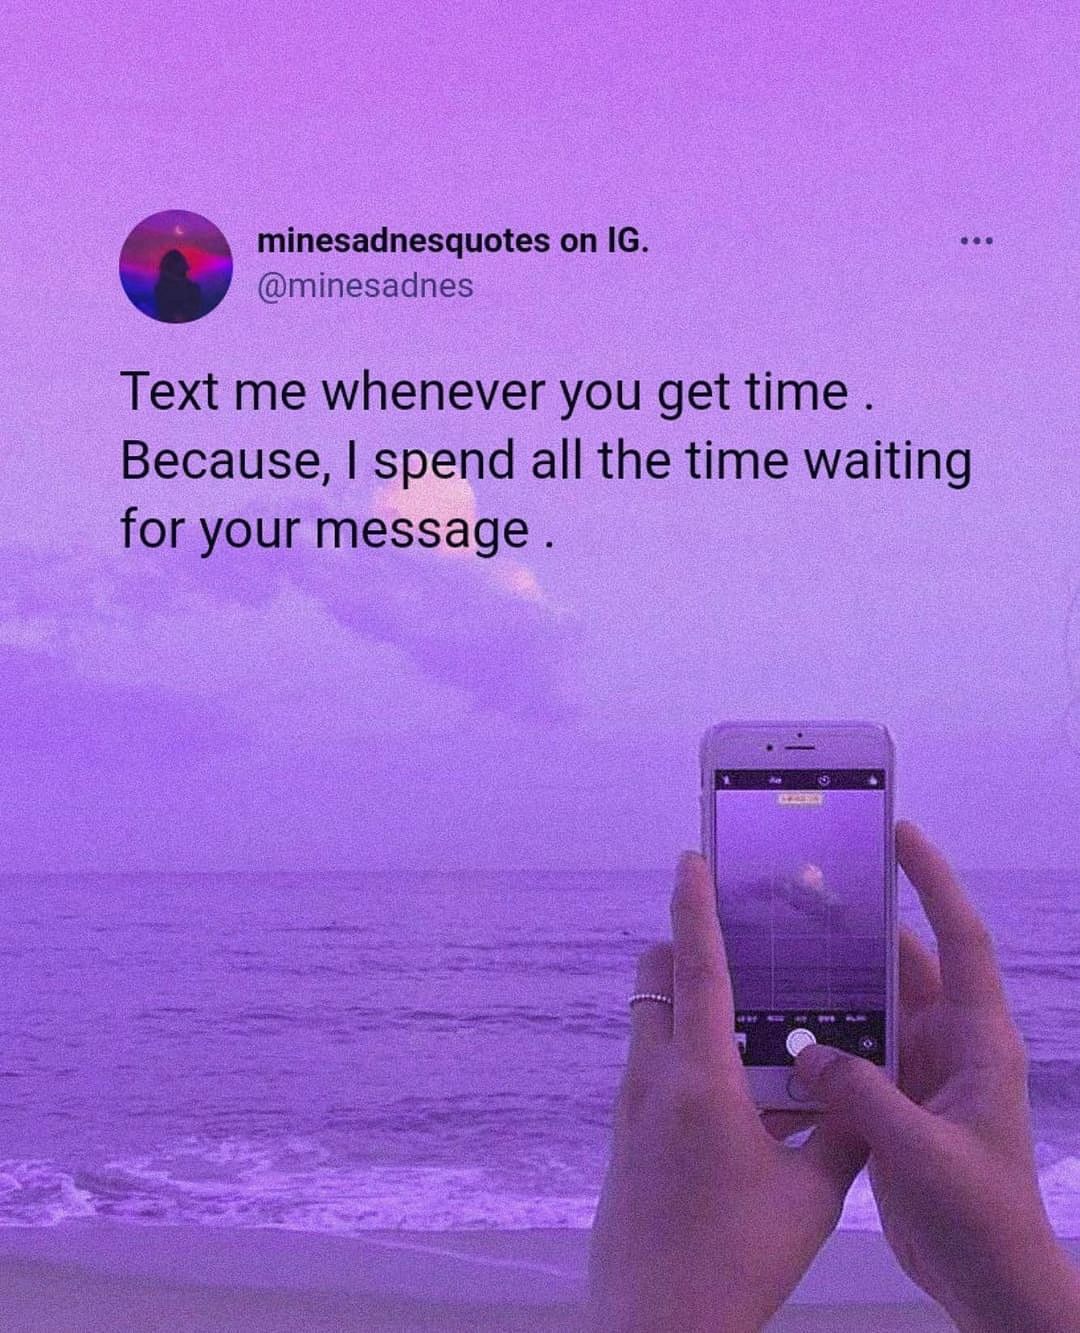 minesadnesquotes on IG.
@minesadnes
Text me whenever you get time .
Because, I spend all the time waiting
for your message .